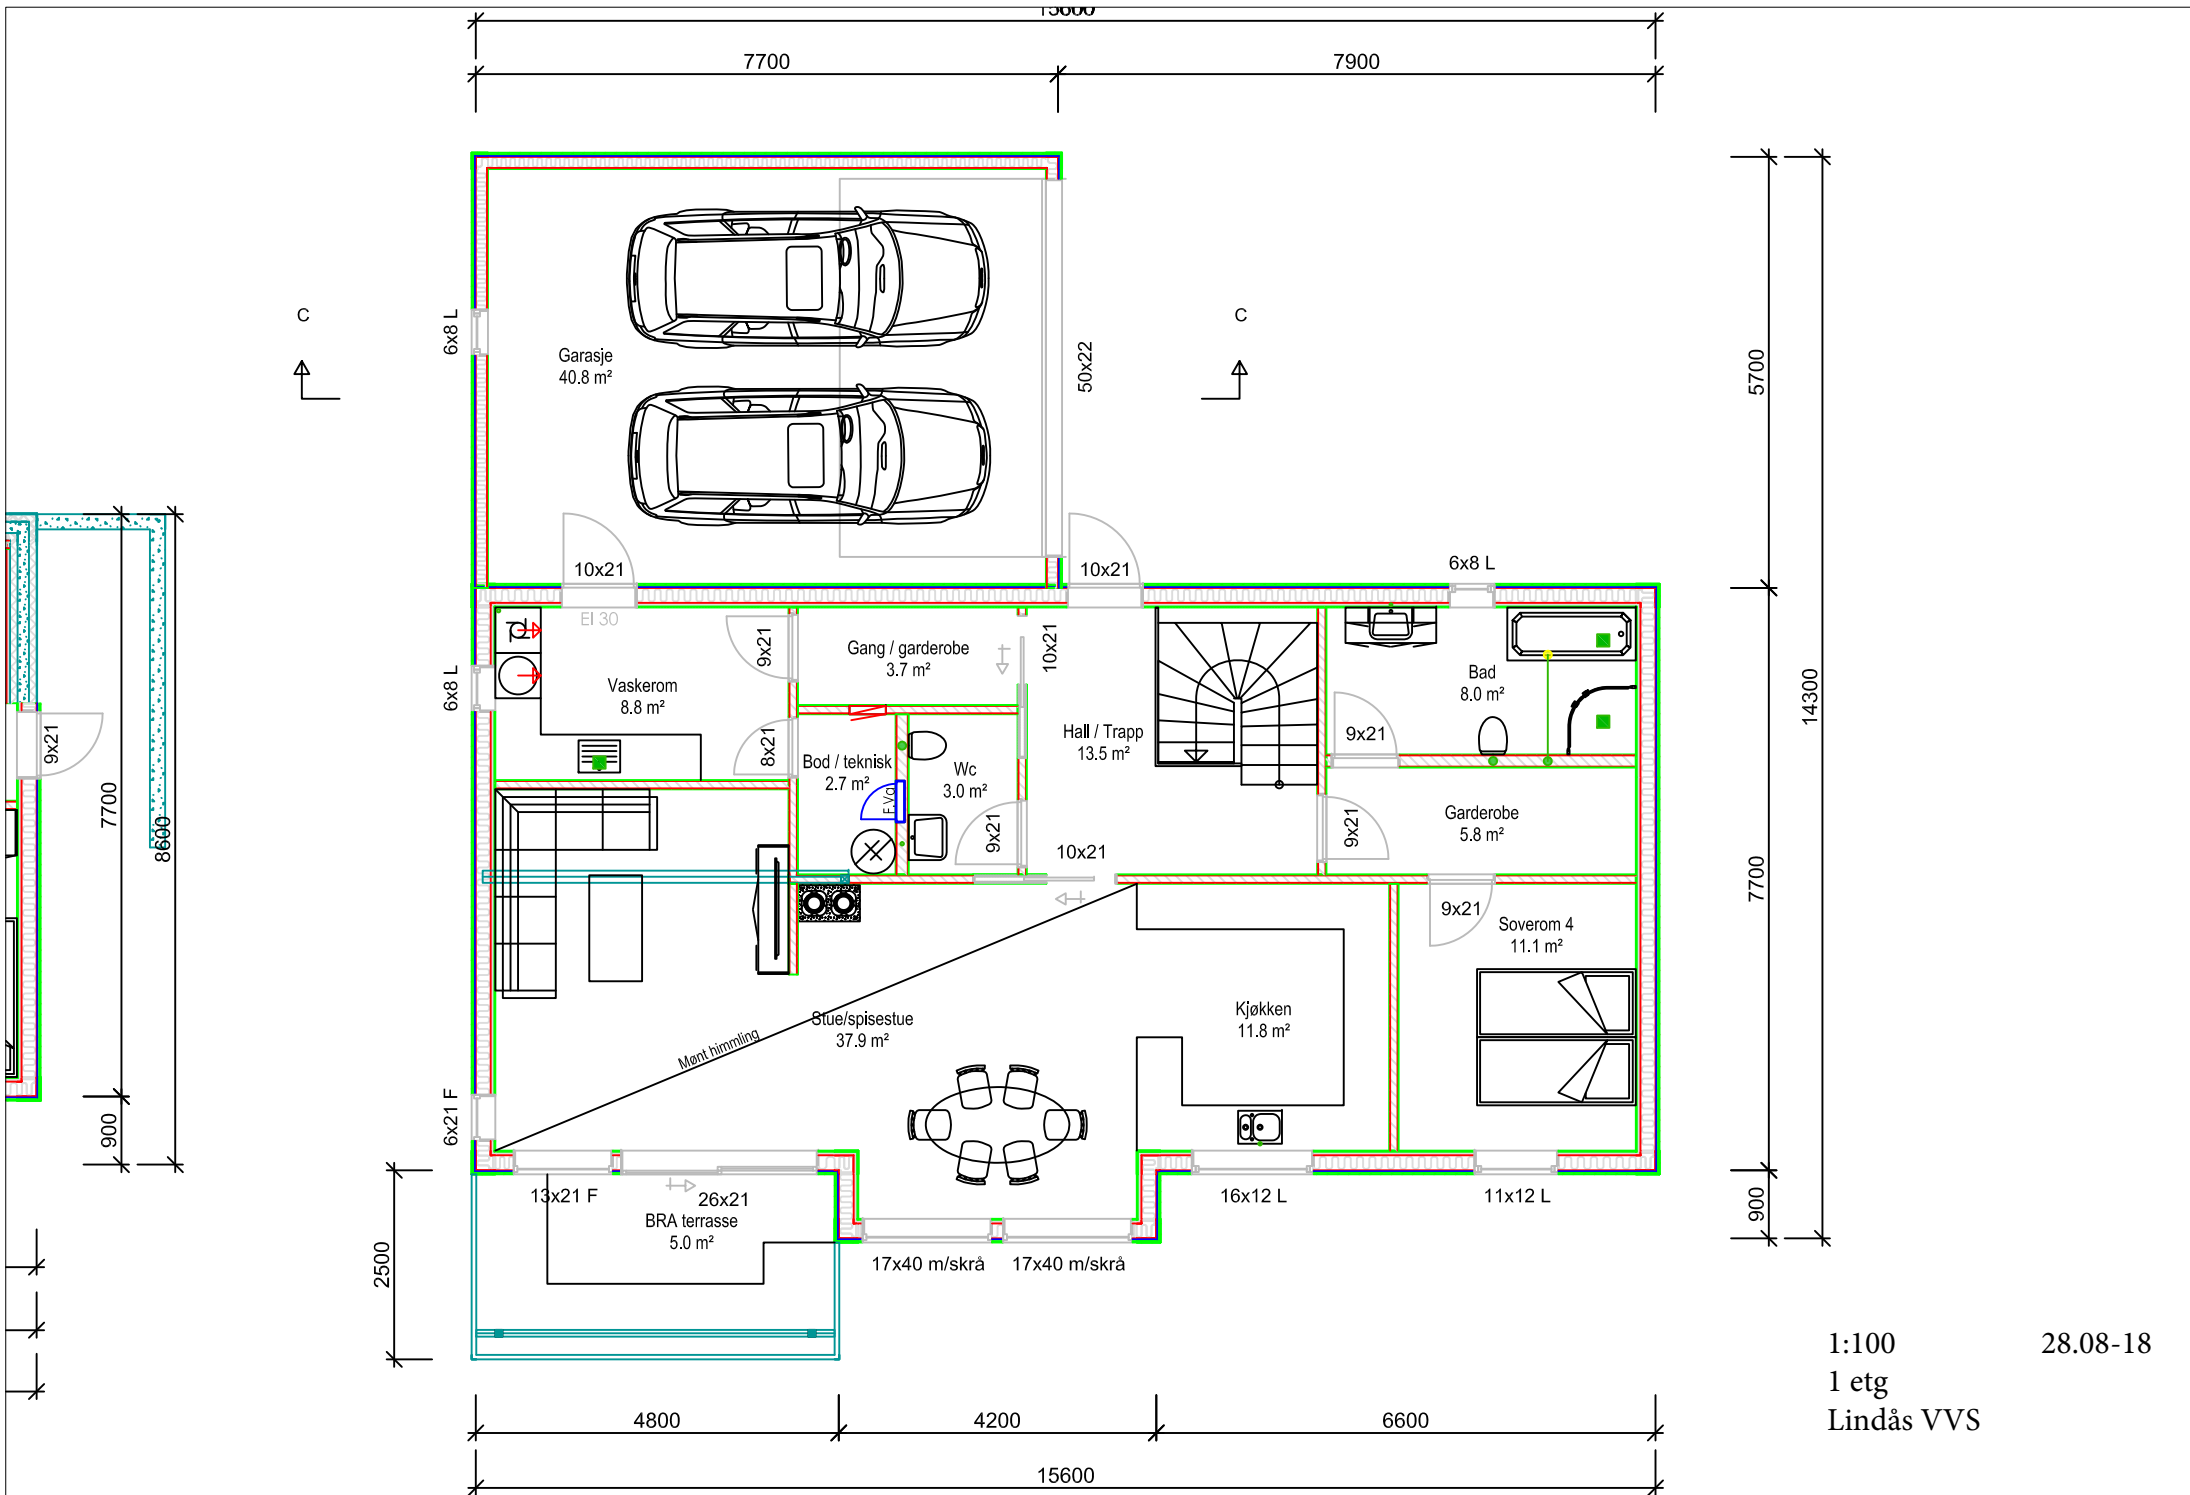 15600
7700
7900
C
C
6x8 L
Garasje
40.8 m²
50x22
5700
14300
10x21
10x21
6x8 L
EI 30
9x21
Gang / garderobe
3.7 m²
10x21
6x8 L
Vaskerom
8.8 m²
Bad
8.0 m²
9x21
7700
8600
8x21
Bod / teknisk
2.7 m²
Wc
3.0 m²
Hall / Trapp
13.5 m²
9x21
F.Va
9x21
10x21
9x21
Garderobe
5.8 m²
7700
9x21
Soverom 4
11.1 m²
Kjøkken
11.8 m²
Stue/spisestue
37.9 m²
Mønt himmling
900
6x21 F
13x21 F
26x21
BRA terrasse
5.0 m²
16x12 L
11x12 L
900
2500
17x40 m/skrå
17x40 m/skrå
1:100
28.08-18
1 etg
Lindås VVS
4800
4200
6600
15600